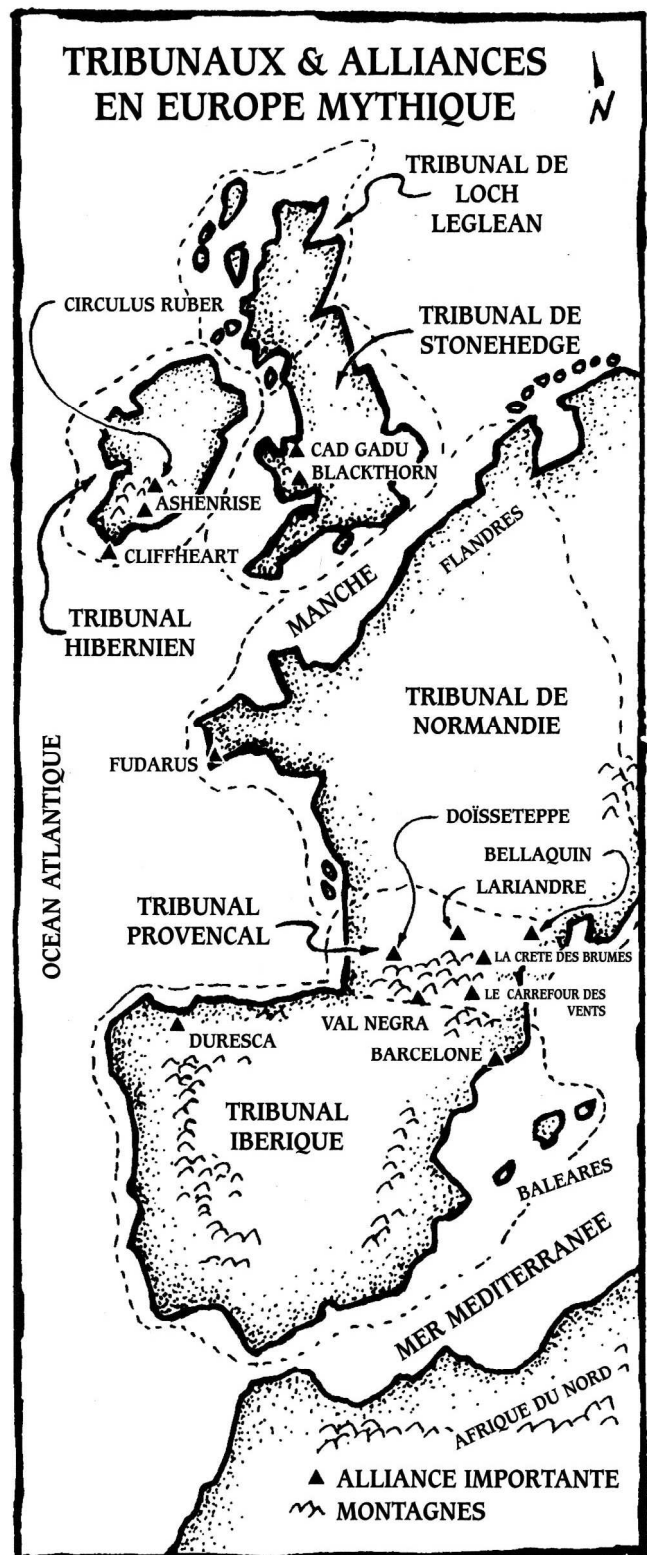 TRIBUNAUX & ALLIANCES
EN EUROPE MYTHIQUE
N
TRIBUNAL DE
LOCH
LEGLEAN
CIRCULUS RUBER
TRIBUNAL DE
STONEHEDGE
CAD GADU
BLACKTHORN
ASHENRISE
CLIFFHEART
FLANDRES
MANCHE
TRIBUNAL
HIBERNIEN
TRIBUNAL DE
NORMANDIE
FUDARUS
OCEAN ATLANTIQUE
DOÏSSETEPPE
BELLAQUIN
LARIANDRE
TRIBUNAL
PROVENCAL
LA CRETE DES BRUMES
LE CARREFOUR DES
VENTS
VAL NEGRA
DURESCA
BARCELONE
TRIBUNAL
IBERIQUE
BALEARES
MER MEDITERRANEE
AFRIQUE DU NORD
ALLIANCE IMPORTANTE
MONTAGNES